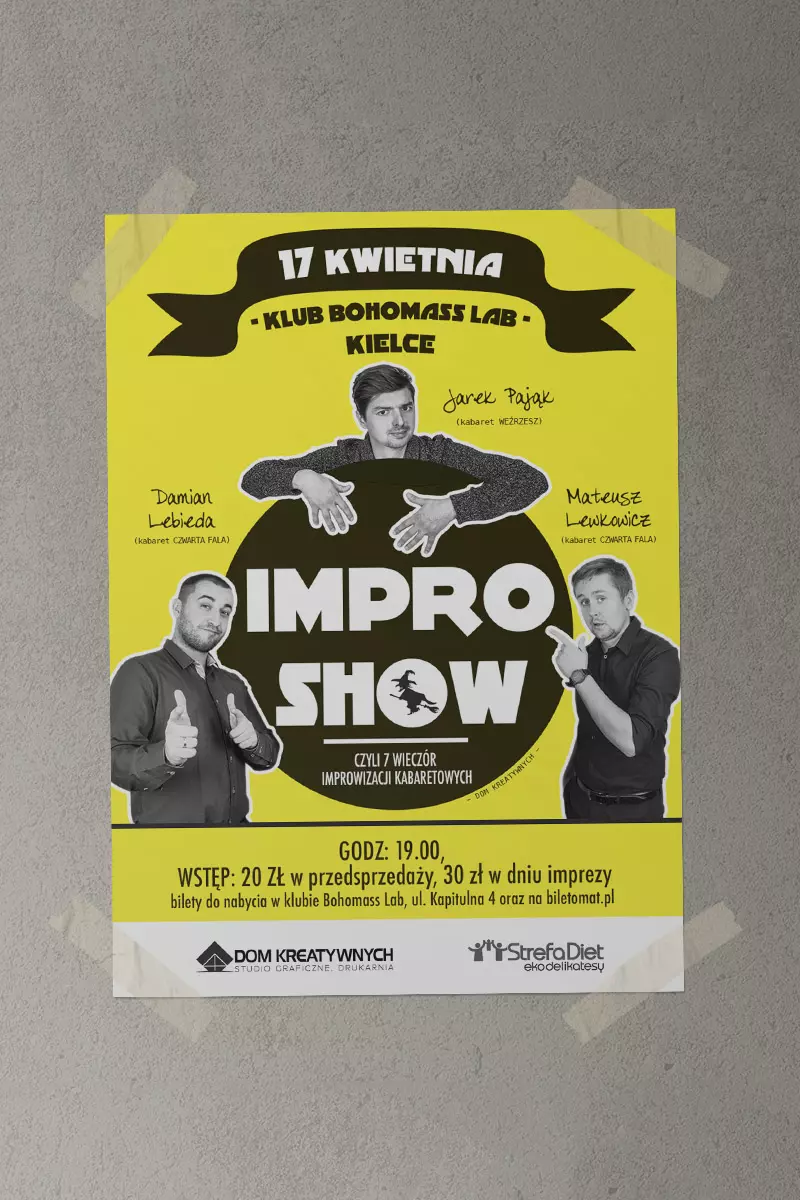 17 KWIETNIA
- KLUB BOHOMASS LAB -
KIELCE
Jarek Pająk
(kabaret WEŹRZESZ)
Damian
Lebieda
(kabaret CZWARTA FALA)
Mateusz
Lewkowicz
(kabaret CZWARTA FALA)
IMPRO
SHOW
CZYLI 7 WIECZÓR
IMPROWIZACJI KABARETOWYCH
- DOM KREATYWNYCH -
GODZ: 19.00,
WSTĘP: 20 ZŁ w przedsprzedaży, 30 zł w dniu imprezy
bilety do nabycia w klubie Bohomass Lab, ul. Kapitulna 4 oraz na biletomat.pl
DOM KREATYWNYCH
STUDIO GRAFICZNE, DRUKARNIA
StrefaDiet
ekodelikatesy